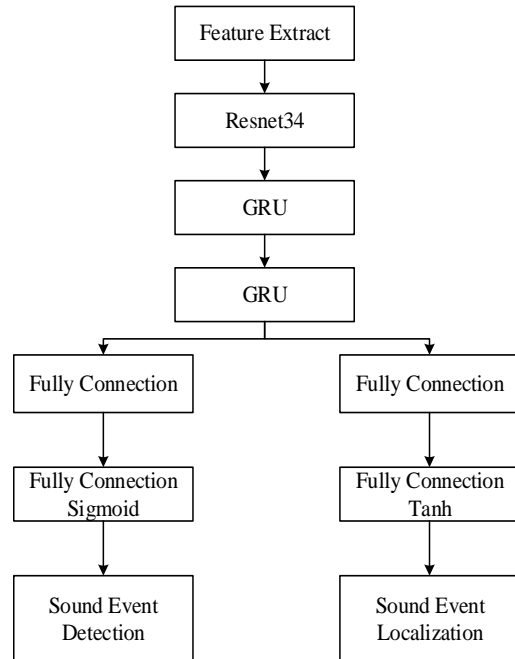 Feature Extract
Resnet34
GRU
GRU
Fully Connection
Fully Connection
Fully Connection
Sigmoid
Fully Connection
Tanh
Sound Event
Detection
Sound Event
Localization